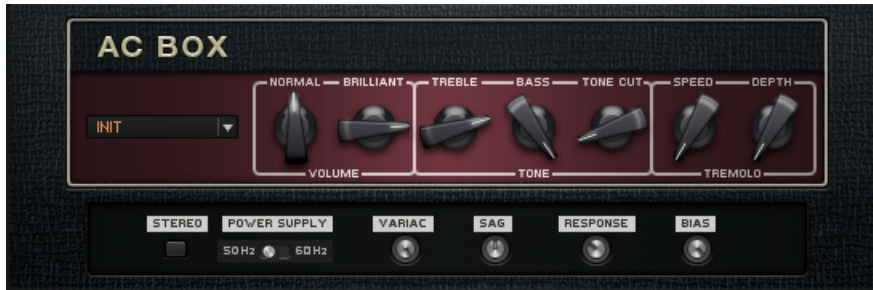 AC BOX
NORMAL BRILLIANT TREBLE BASS TONE CUT SPEED DEPTH
INIT
VOLUME TONE TREMOLO
STEREO POWER SUPPLY VARIAC SAG RESPONSE BIAS
50Hz 60Hz